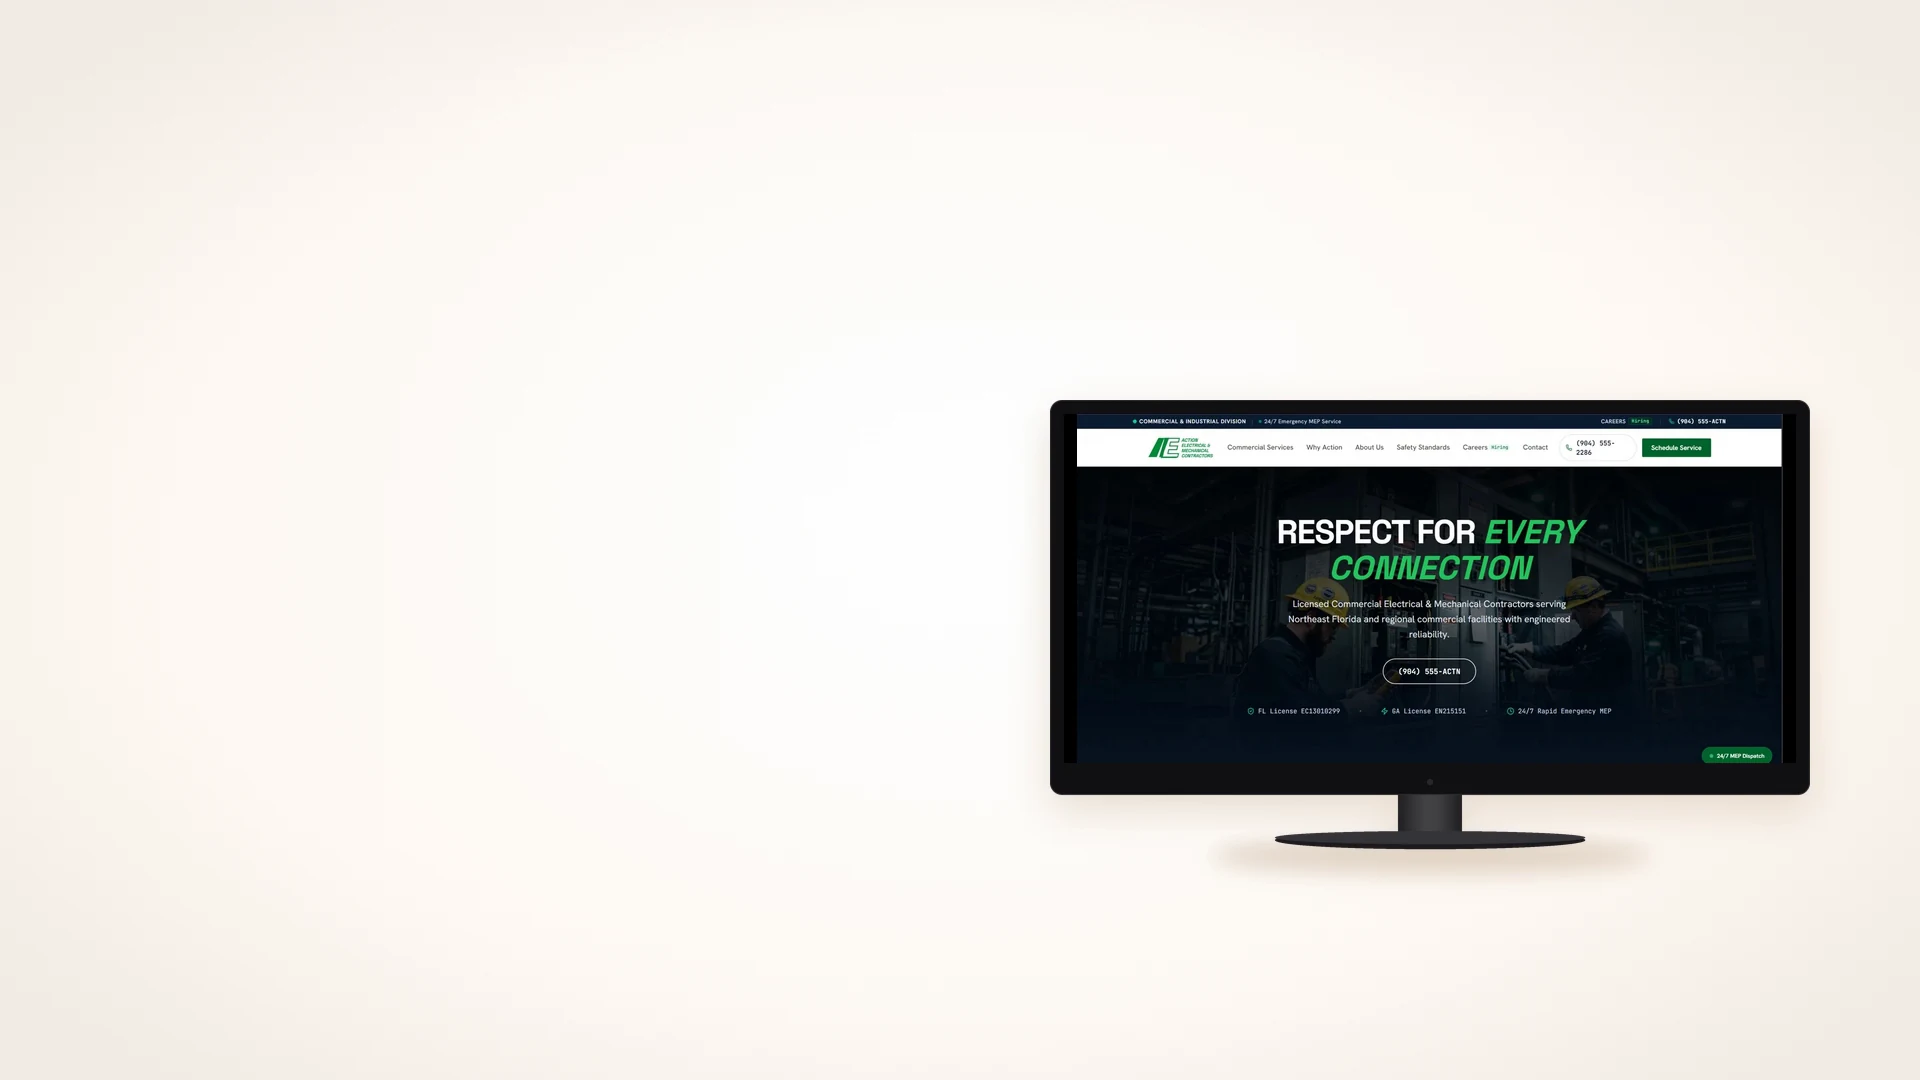 COMMERCIAL & INDUSTRIAL DIVISION
24/7 Emergency MEP Service
CAREERS Hiring
(904) 555-ACTN
ACTION
ELECTRICAL &
MECHANICAL
CONTRACTORS
Commercial Services
Why Action
About Us
Safety Standards
Careers Hiring
Contact
(904) 555-
2286
Schedule Service
RESPECT FOR EVERY
CONNECTION
Licensed Commercial Electrical & Mechanical Contractors serving
Northeast Florida and regional commercial facilities with engineered
reliability.
(904) 555-ACTN
FL License EC13010299
GA License EN215151
24/7 Rapid Emergency MEP
24/7 MEP Dispatch